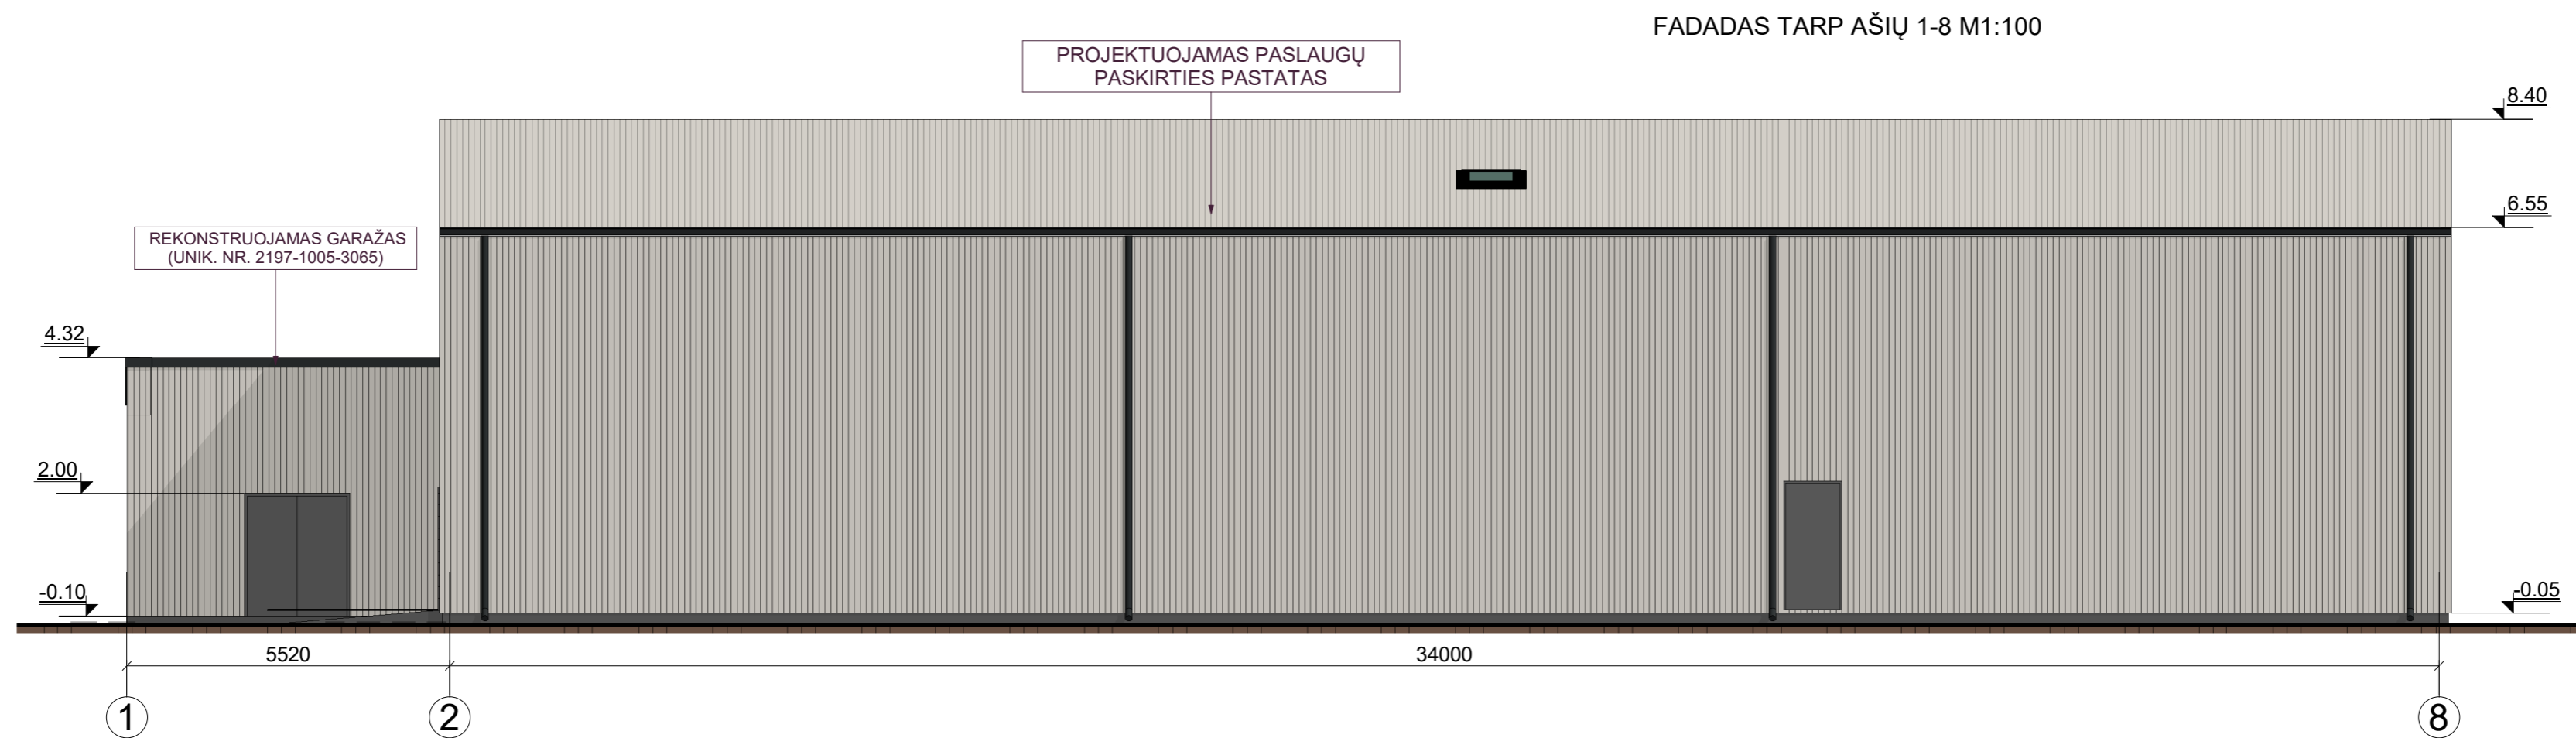 FADADAS TARP AŠIŲ 1-8 M1:100
PROJEKTUOJAMAS PASLAUGŲ
PASKIRTIES PASTATAS
8.40
6.55
REKONSTRUOJAMAS GARAŽAS
(UNIK. NR. 2197-1005-3065)
4.32
2.00
-0.10
-0.05
5520
34000
1
2
8